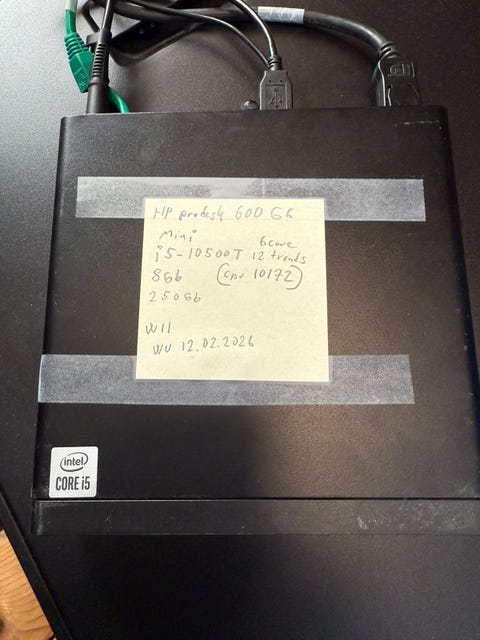 HP prodesk 600 G6
Mini
i5-10500T 6core 12 treads
8Gb (cpu 10172)
250Gb
W11
WU 12.02.2026
intel
CORE i5